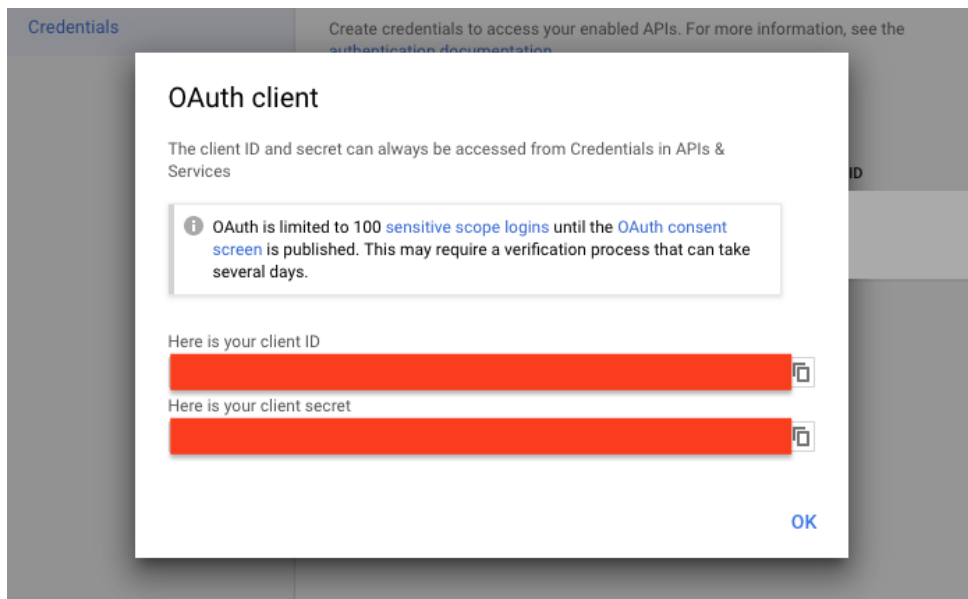 Credentials
Create credentials to access your enabled APIs. For more information, see the
authentication documentation
OAuth client
The client ID and secret can always be accessed from Credentials in APIs &
Services
ID
OAuth is limited to 100 sensitive scope logins until the OAuth consent
screen is published. This may require a verification process that can take
several days.
Here is your client ID
Here is your client secret
OK